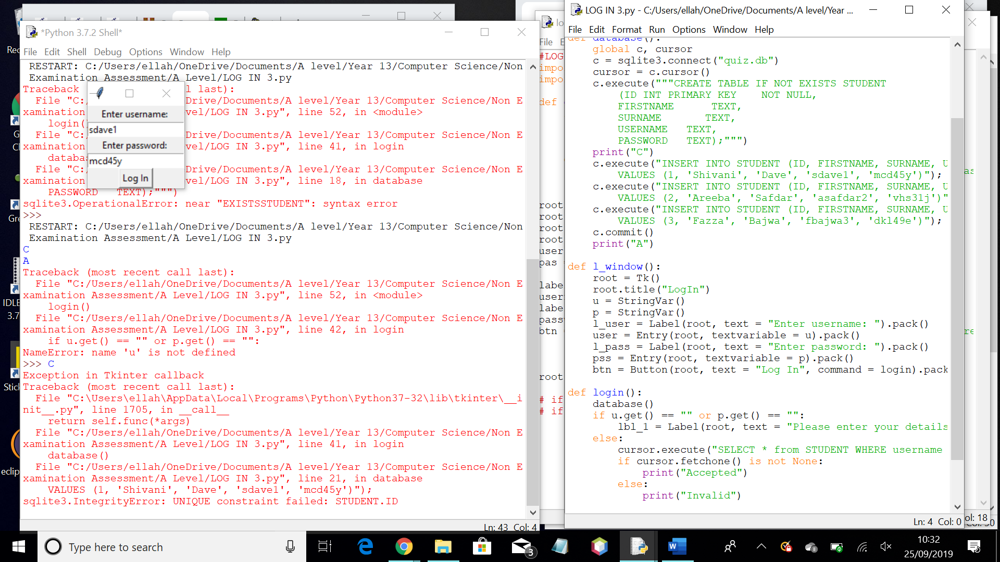 *Python 3.7.2 Shell*
File Edit Shell Debug Options Window Help
RESTART: C:/Users/ellah/OneDrive/Documents/A level/Year 13/Computer Science/Non
Examination Assessment/A Level/LOG IN 3.py
Traceback l last):
File "C: Drive/Documents/A level/Year 13/Computer Science/Non E
xamination vel/LOG IN 3.py", line 52, in <module>
login(
File "C: Drive/Documents/A level/Year 13/Computer Science/Non E
xamination vel/LOG IN 3.py", line 41, in login
databa
File "C: Drive/Documents/A level/Year 13/Computer Science/Non E
xamination vel/LOG IN 3.py", line 18, in database
PASSWORD TEXT);""")
sqlite3.OperationalError: near "EXISTSSTUDENT": syntax error
>>>
RESTART: C:/Users/ellah/OneDrive/Documents/A level/Year 13/Computer Science/Non
Examination Assessment/A Level/LOG IN 3.py
C
A
Traceback (most recent call last):
File "C:/Users/ellah/OneDrive/Documents/A level/Year 13/Computer Science/Non E
xamination Assessment/A Level/LOG IN 3.py", line 52, in <module>
login()
File "C:/Users/ellah/OneDrive/Documents/A level/Year 13/Computer Science/Non E
xamination Assessment/A Level/LOG IN 3.py", line 42, in login
if u.get() == "" or p.get() == "":
NameError: name 'u' is not defined
>>> C
Exception in Tkinter callback
Traceback (most recent call last):
File "C:\Users\ellah\AppData\Local\Programs\Python\Python37-32\lib\tkinter\__i
nit__.py", line 1705, in __call__
return self.func(*args)
File "C:/Users/ellah/OneDrive/Documents/A level/Year 13/Computer Science/Non E
xamination Assessment/A Level/LOG IN 3.py", line 41, in login
database()
File "C:/Users/ellah/OneDrive/Documents/A level/Year 13/Computer Science/Non E
xamination Assessment/A Level/LOG IN 3.py", line 21, in database
VALUES (1, 'Shivani', 'Dave', 'sdave1', 'mcd45y')");
sqlite3.IntegrityError: UNIQUE constraint failed: STUDENT.ID
Ln: 43 Col: 4
Enter username:
sdave1
Enter password:
mcd45y
Log In
File E
#LOG
impo
impo
def
root
root
root
root
user
pas =
labe
user
labe
pass
btn =
root
# if
# if
LOG IN 3.py - C:/Users/ellah/OneDrive/Documents/A level/Year ...
File Edit Format Run Options Window Help
def database():
global c, cursor
c = sqlite3.connect("quiz.db")
cursor = c.cursor()
c.execute("""CREATE TABLE IF NOT EXISTS STUDENT
(ID INT PRIMARY KEY NOT NULL,
FIRSTNAME TEXT,
SURNAME TEXT,
USERNAME TEXT,
PASSWORD TEXT);""")
print("C")
c.execute("INSERT INTO STUDENT (ID, FIRSTNAME, SURNAME, U
VALUES (1, 'Shivani', 'Dave', 'sdave1', 'mcd45y')");
c.execute("INSERT INTO STUDENT (ID, FIRSTNAME, SURNAME, U
VALUES (2, 'Areeba', 'Safdar', 'asafdar2', 'vhs31j')"
c.execute("INSERT INTO STUDENT (ID, FIRSTNAME, SURNAME, U
VALUES (3, 'Fazza', 'Bajwa', 'fbajwa3', 'dkl49e')");
c.commit()
print("A")
def l_window():
root = Tk()
root.title("LogIn")
u = StringVar()
p = StringVar()
l_user = Label(root, text = "Enter username: ").pack()
user = Entry(root, textvariable = u).pack()
l_pass = Label(root, text = "Enter password: ").pack()
pss = Entry(root, textvariable = p).pack()
btn = Button(root, text = "Log In", command = login).pack
def login():
database()
if u.get() == "" or p.get() == "":
lbl_1 = Label(root, text = "Please enter your details
else:
cursor.execute("SELECT * from STUDENT WHERE username
if cursor.fetchone() is not None:
print("Accepted")
else:
print("Invalid")
Ln: 4 Col: 0
ol: 18
as
re
Rec
Gre
IDLE
3.7
Stick
eclip
Type here to search
3
10:32
25/09/2019